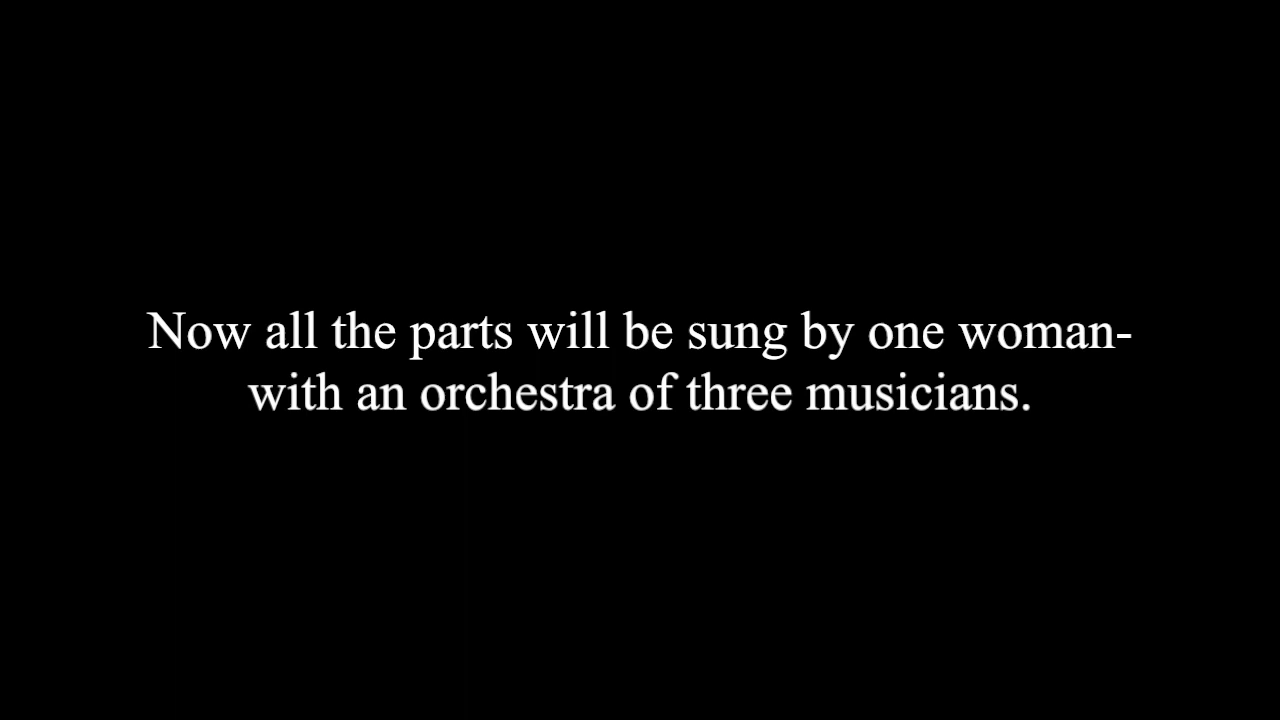 Now all the parts will be sung by one woman-
with an orchestra of three musicians.